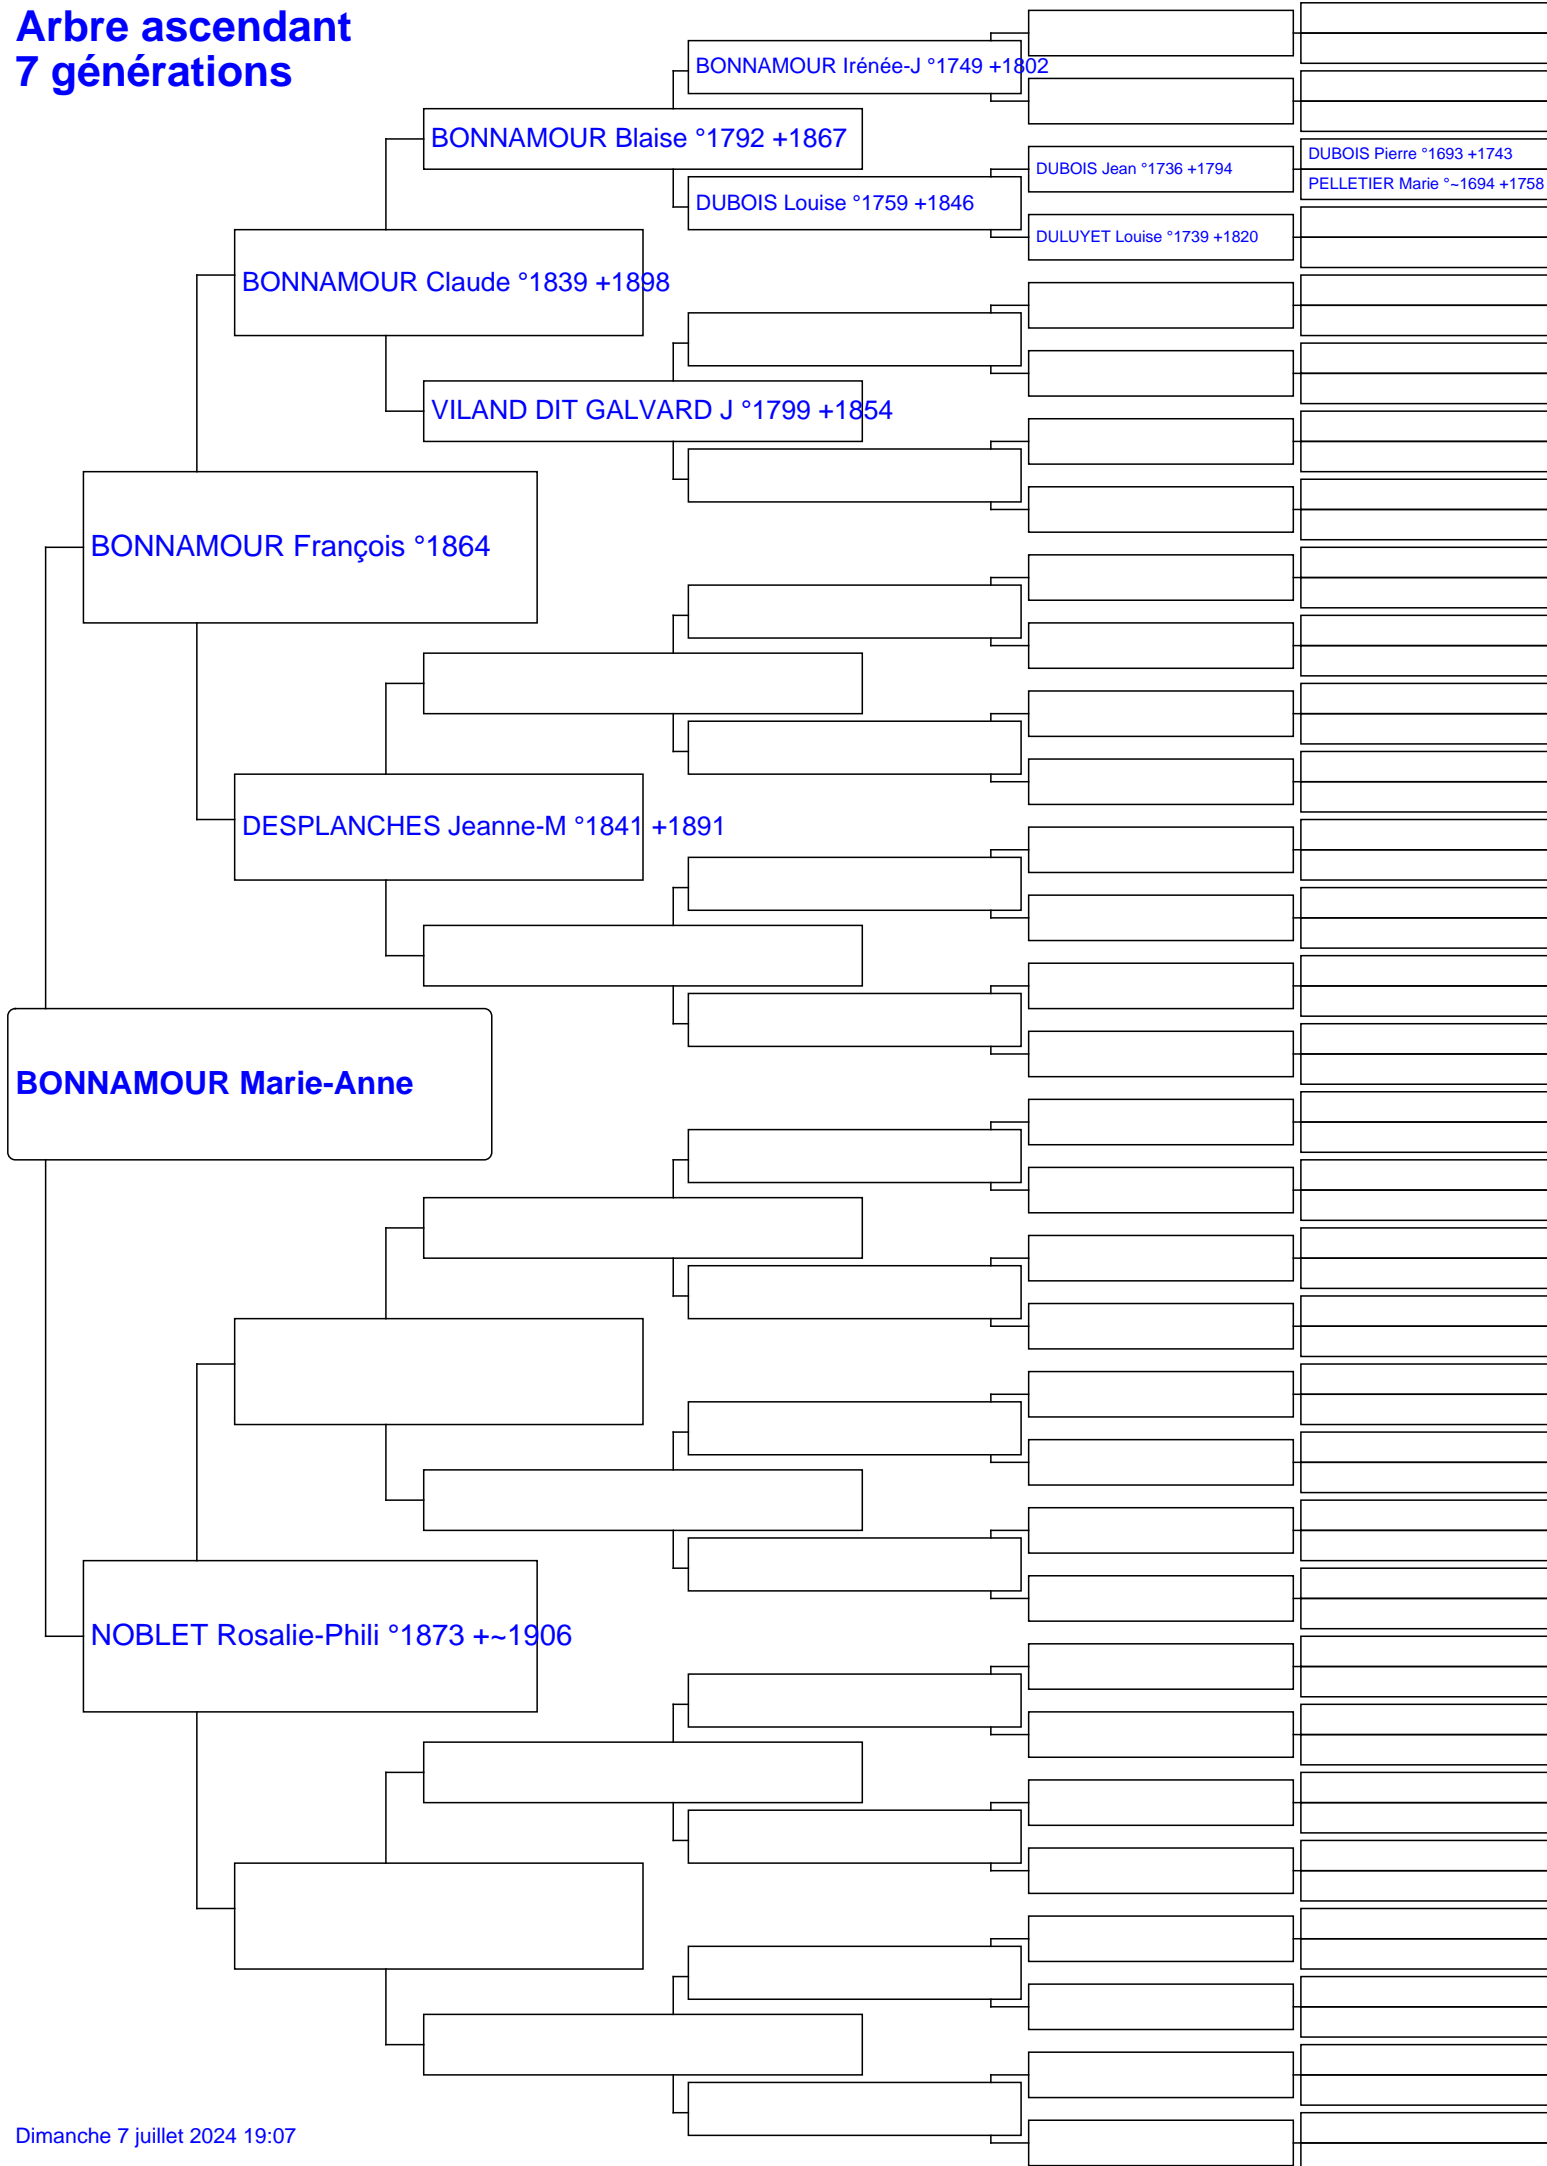 Arbre ascendant
7 générations
BONNAMOUR Irénée-J °1749 +1802
BONNAMOUR Blaise °1792 +1867
DUBOIS Pierre °1693 +1743
DUBOIS Jean °1736 +1794
PELLETIER Marie °~1694 +1758
DUBOIS Louise °1759 +1846
DULUYET Louise °1739 +1820
BONNAMOUR Claude °1839 +1898
VILAND DIT GALVARD J °1799 +1854
BONNAMOUR François °1864
DESPLANCHES Jeanne-M °1841 +1891
BONNAMOUR Marie-Anne
NOBLET Rosalie-Phili °1873 +~1906
Dimanche 7 juillet 2024 19:07